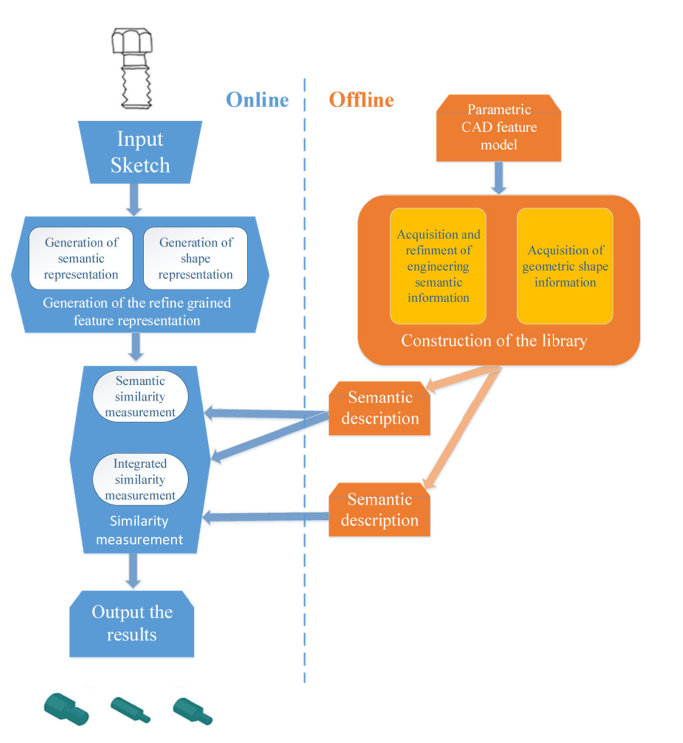 Online
Offline
Input
Sketch
Generation of
semantic
representation
Generation of
shape
representation
Generation of the refine grained
feature representation
Semantic
similarity
measurement
Integrated
similarity
measurement
Similarity
measurement
Output the
results
Parametric
CAD feature
model
Acquisition and
refinment of
engineering
semantic
information
Acquisition of
geometric shape
information
Construction of the library
Semantic
description
Semantic
description